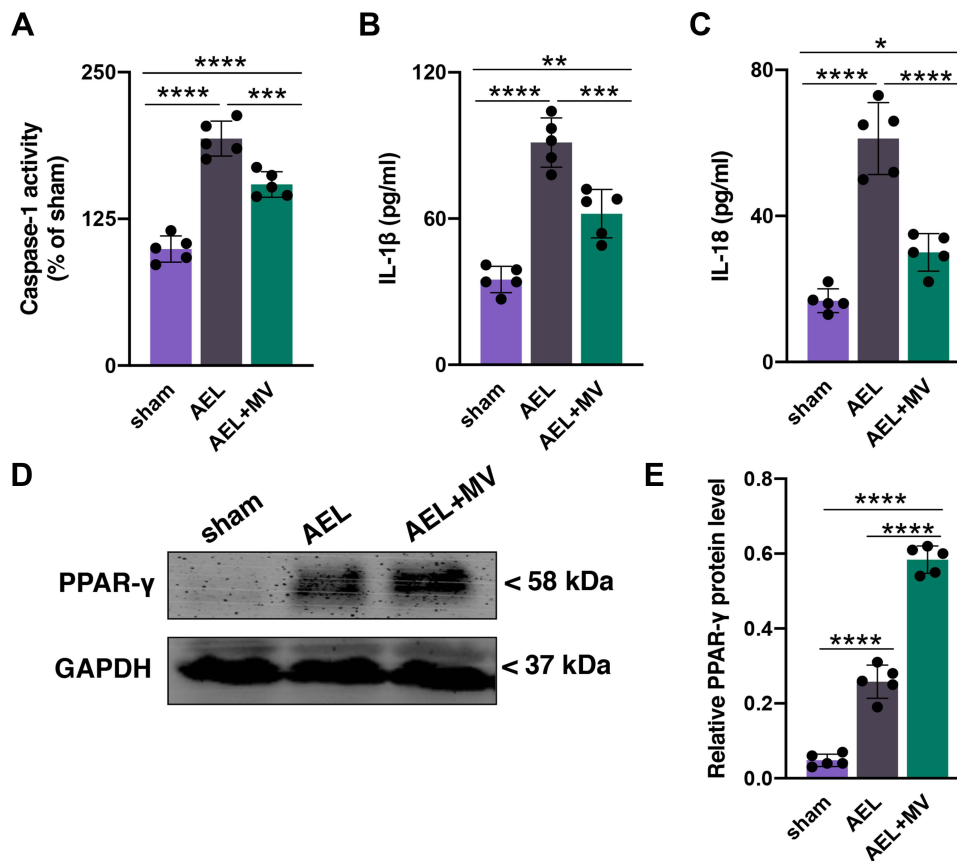 A
****
****
***
250
125
0
Caspase-1 activity
(% of sham)
sham
AEL
AEL+MV
B
**
****
***
120
60
0
IL-1β (pg/ml)
sham
AEL
AEL+MV
C
*
****
****
80
40
0
IL-18 (pg/ml)
sham
AEL
AEL+MV
D
sham
AEL
AEL+MV
PPAR-γ
< 58 kDa
GAPDH
< 37 kDa
E
****
****
****
0.8
0.6
0.4
0.2
0.0
Relative PPAR-γ protein level
sham
AEL
AEL+MV